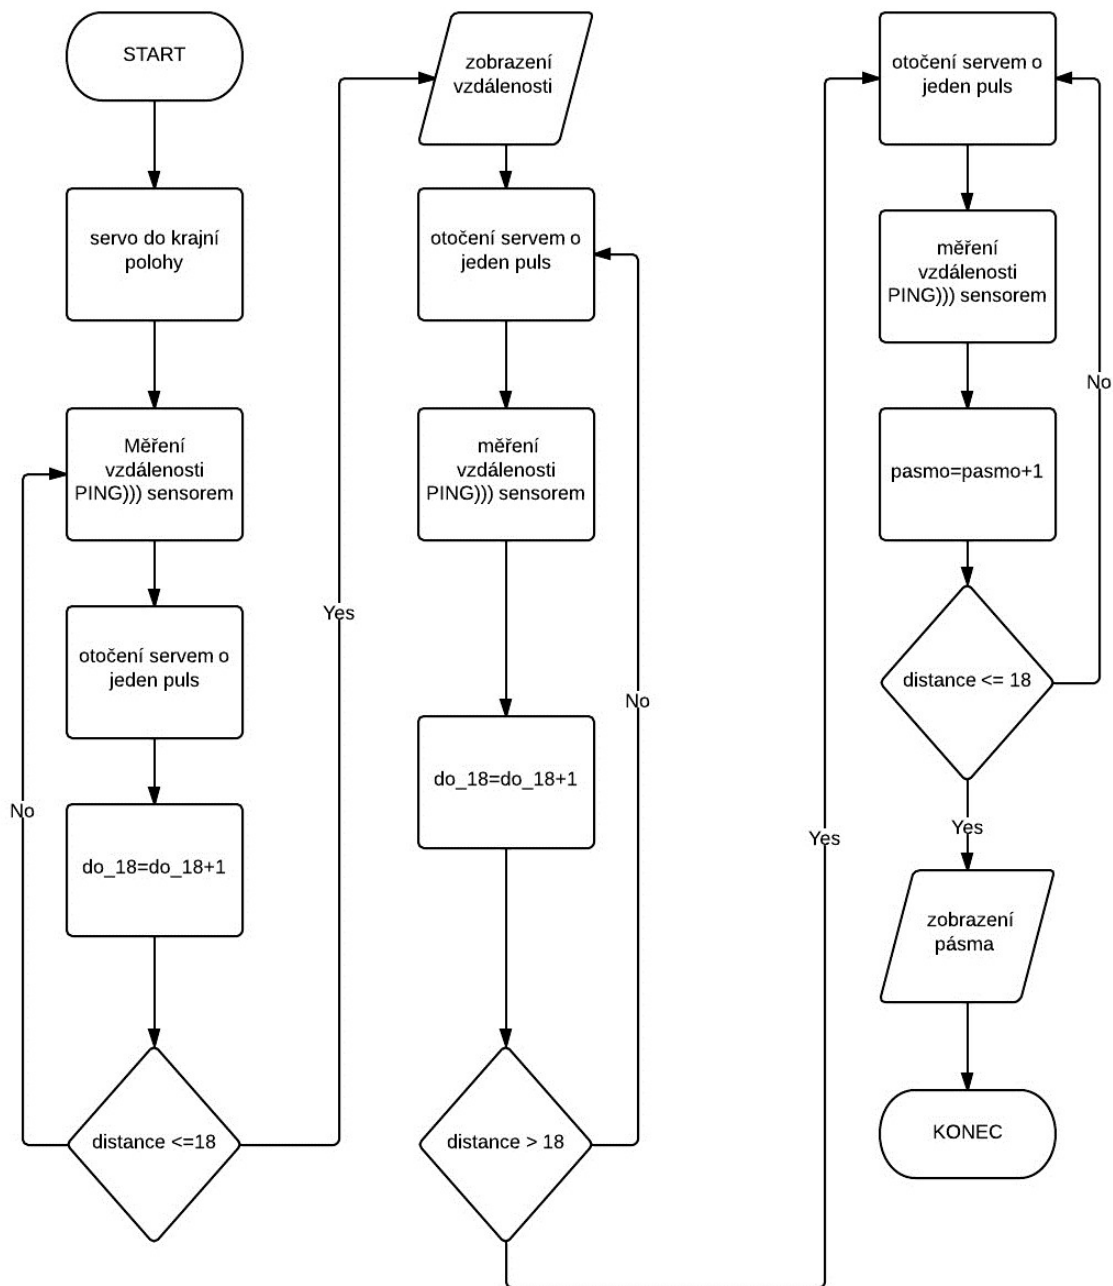 START
servo do krajní
polohy
Měření
vzdálenosti
PING))) sensorem
otočení servem o
jeden puls
No
do_18=do_18+1
distance <=18
Yes
zobrazení
vzdálenosti
otočení servem o
jeden puls
měření
vzdálenosti
PING))) sensorem
No
do_18=do_18+1
distance > 18
Yes
otočení servem o
jeden puls
měření
vzdálenosti
PING))) sensorem
No
pasmo=pasmo+1
distance <= 18
Yes
zobrazení
pásma
KONEC